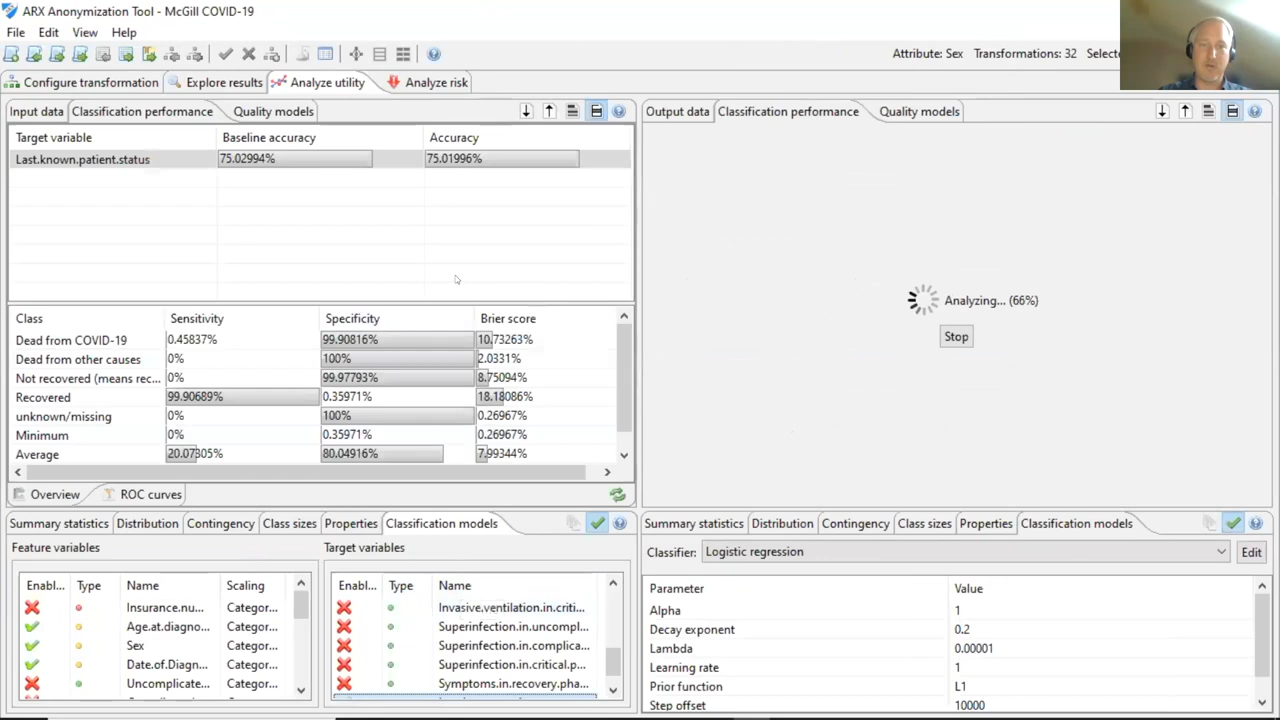 ARX Anonymization Tool - McGill COVID-19
File Edit View Help
Attribute: Sex Transformations: 32 Selecte
Configure transformation Explore results Analyze utility Analyze risk
Input data Classification performance Quality models
Target variable Baseline accuracy Accuracy
Last.known.patient.status 75.02994% 75.01996%
Class Sensitivity Specificity Brier score
Dead from COVID-19 0.45837% 99.90816% 10.73263%
Dead from other causes 0% 100% 2.0331%
Not recovered (means rec... 0% 99.97793% 8.75094%
Recovered 99.90689% 0.35971% 18.18086%
unknown/missing 0% 100% 0.26967%
Minimum 0% 0.35971% 0.26967%
Average 20.07305% 80.04916% 7.99344%
Overview ROC curves
Output data Classification performance Quality models
Analyzing... (66%)
Stop
Summary statistics Distribution Contingency Class sizes Properties Classification models
Feature variables Target variables
Enabl... Type Name Scaling
Insurance.nu... Categor...
Age.at.diagno... Categor...
Sex Categor...
Date.of.Diagn... Categor...
Uncomplicate... Categor...
Enabl... Type Name
Invasive.ventilation.in.criti...
Superinfection.in.uncompl...
Superinfection.in.complica...
Superinfection.in.critical.p...
Symptoms.in.recovery.pha...
Summary statistics Distribution Contingency Class sizes Properties Classification models
Classifier: Logistic regression Edit
Parameter Value
Alpha 1
Decay exponent 0.2
Lambda 0.00001
Learning rate 1
Prior function L1
Step offset 10000